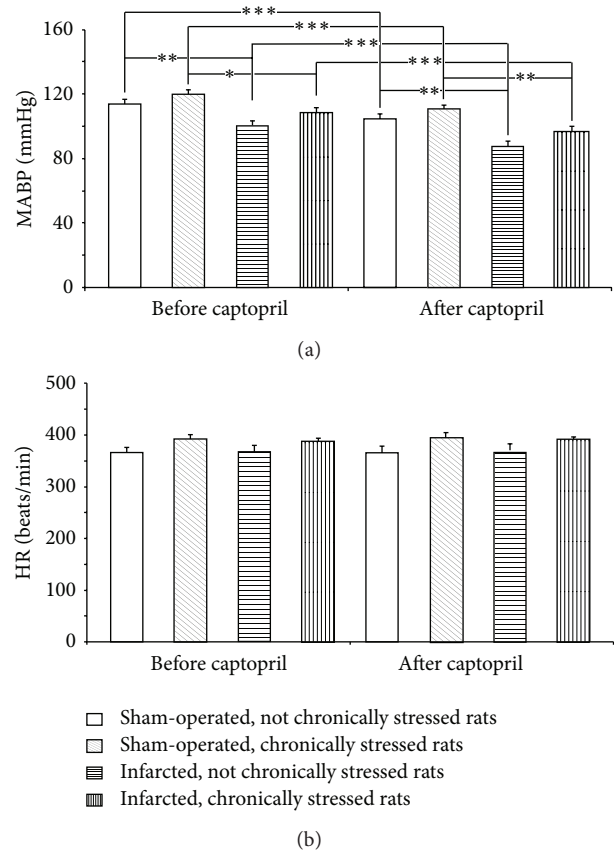 160
120
80
40
0
MABP (mmHg)
***
**
***
***
*
***
**
**
Before captopril
After captopril
(a)
500
400
300
200
100
0
HR (beats/min)
Before captopril
After captopril
Sham-operated, not chronically stressed rats
Sham-operated, chronically stressed rats
Infarcted, not chronically stressed rats
Infarcted, chronically stressed rats
(b)